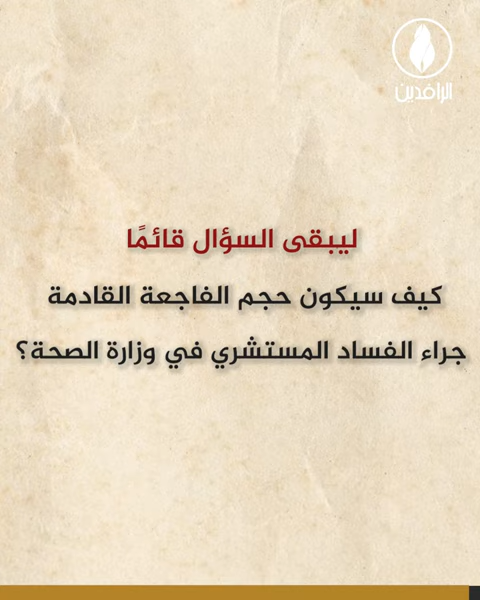 الرافدين
ليبقى السؤال قائمًا
كيف سيكون حجم الفاجعة القادمة
جراء الفساد المستشري في وزارة الصحة؟